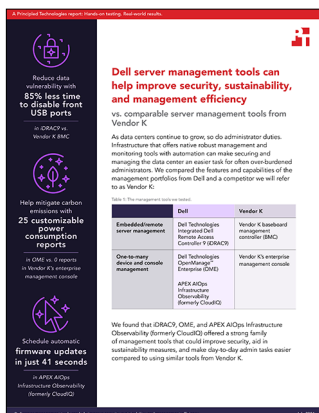 A Principled Technologies report: Hands-on testing. Real-world results.
Reduce data
vulnerability with
85% less time
to disable front
USB ports
in iDRAC9 vs.
Vendor K BMC
Help mitigate carbon
emissions with
25 customizable
power
consumption
reports
in OME vs. 0 reports
in Vendor K's enterprise
management console
Schedule automatic
firmware updates
in just 41 seconds
in APEX AIOps
Infrastructure Observability
(formerly CloudIQ)
Dell server management tools can
help improve security, sustainability,
and management efficiency
vs. comparable server management tools from
Vendor K
As data centers continue to grow, so do administrator duties.
Infrastructure that offers native robust management and
monitoring tools with automation can make securing and
managing the data center an easier task for often over-burdened
administrators. We compared the features and capabilities of the
management portfolios from Dell and a competitor we will refer
to as Vendor K:
Table 1: The management tools we tested.
Dell
Vendor K
Embedded/remote
server management
Dell Technologies
Integrated Dell
Remote Access
Controller 9 (iDRAC9)
Vendor K baseboard
management
controller (BMC)
One-to-many
device and console
management
Dell Technologies
OpenManage™
Enterprise (OME)
APEX AIOps
Infrastructure
Observability
(formerly CloudIQ)
Vendor K's enterprise
management console
We found that iDRAC9, OME, and APEX AIOps Infrastructure
Observability (formerly CloudIQ) offered a strong family
of management tools that could improve security, aid in
sustainability measures, and make day-to-day admin tasks easier
compared to using similar tools from Vendor K.